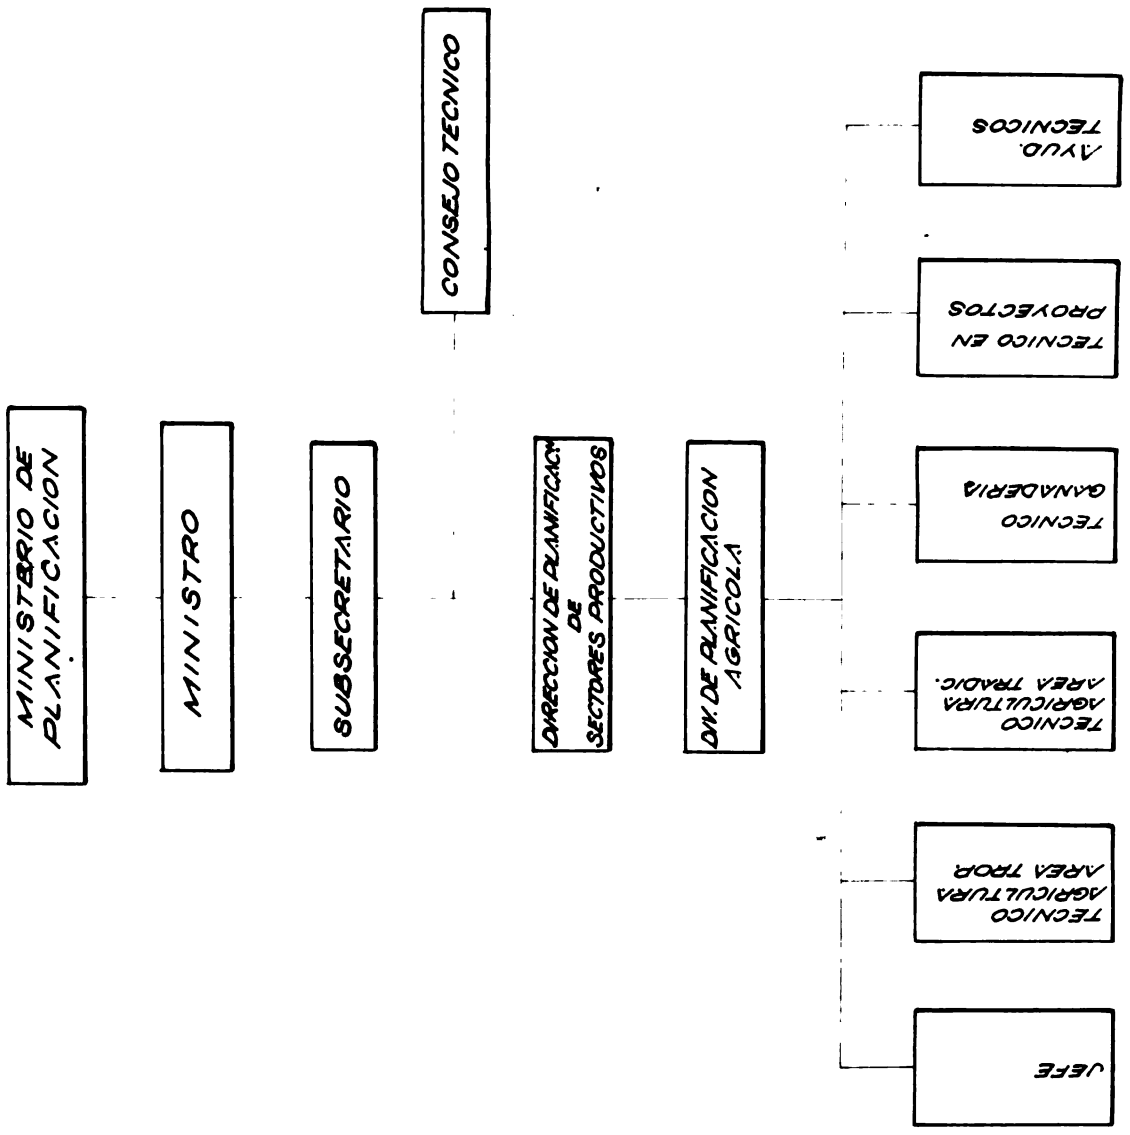 MINISTERIO DE
PLANIFICACION
MINISTRO
SUBSECRETARIO
CONSEJO TECNICO
DIRECCION DE PLANIFICACN
DE
SECTORES PRODUCTIVOS
DIV. DE PLANIFICACION
AGRICOLA
JEFE
TECNICO
AGRICULTURA
AREA TROP.
TECNICO
AGRICULTURA
AREA TRADIC.
TECNICO
GANADERIA
TECNICO EN
PROYECTOS
AYUD.
TECNICOS